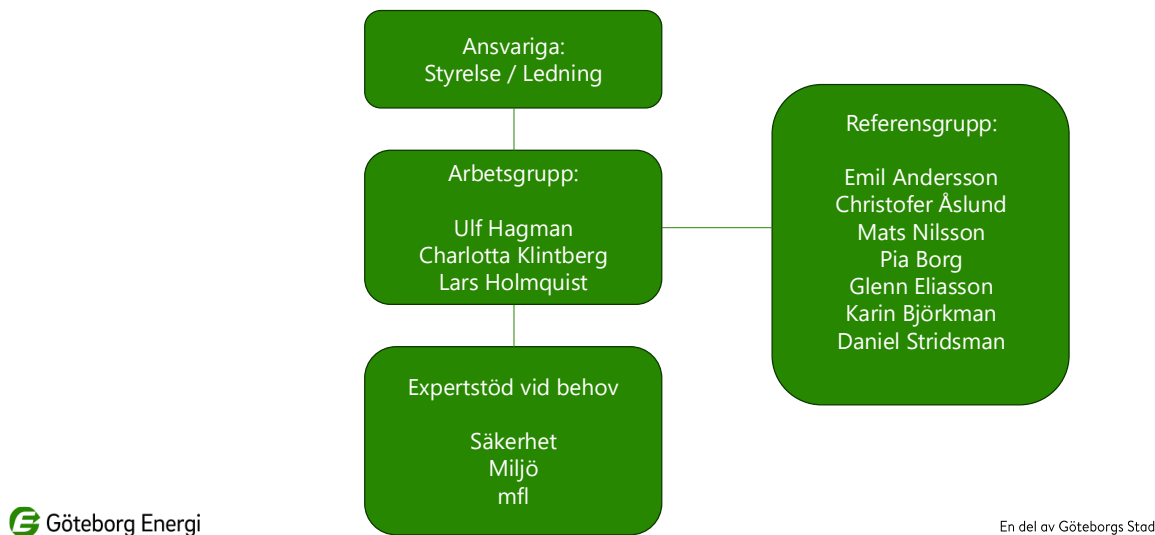 Ansvariga:
Styrelse / Ledning
Arbetsgrupp:
Ulf Hagman
Charlotta Klintberg
Lars Holmquist
Referensgrupp:
Emil Andersson
Christofer Åslund
Mats Nilsson
Pia Borg
Glenn Eliasson
Karin Björkman
Daniel Stridsman
Expertstöd vid behov
Säkerhet
Miljö
mfl
Göteborg Energi
En del av Göteborgs Stad